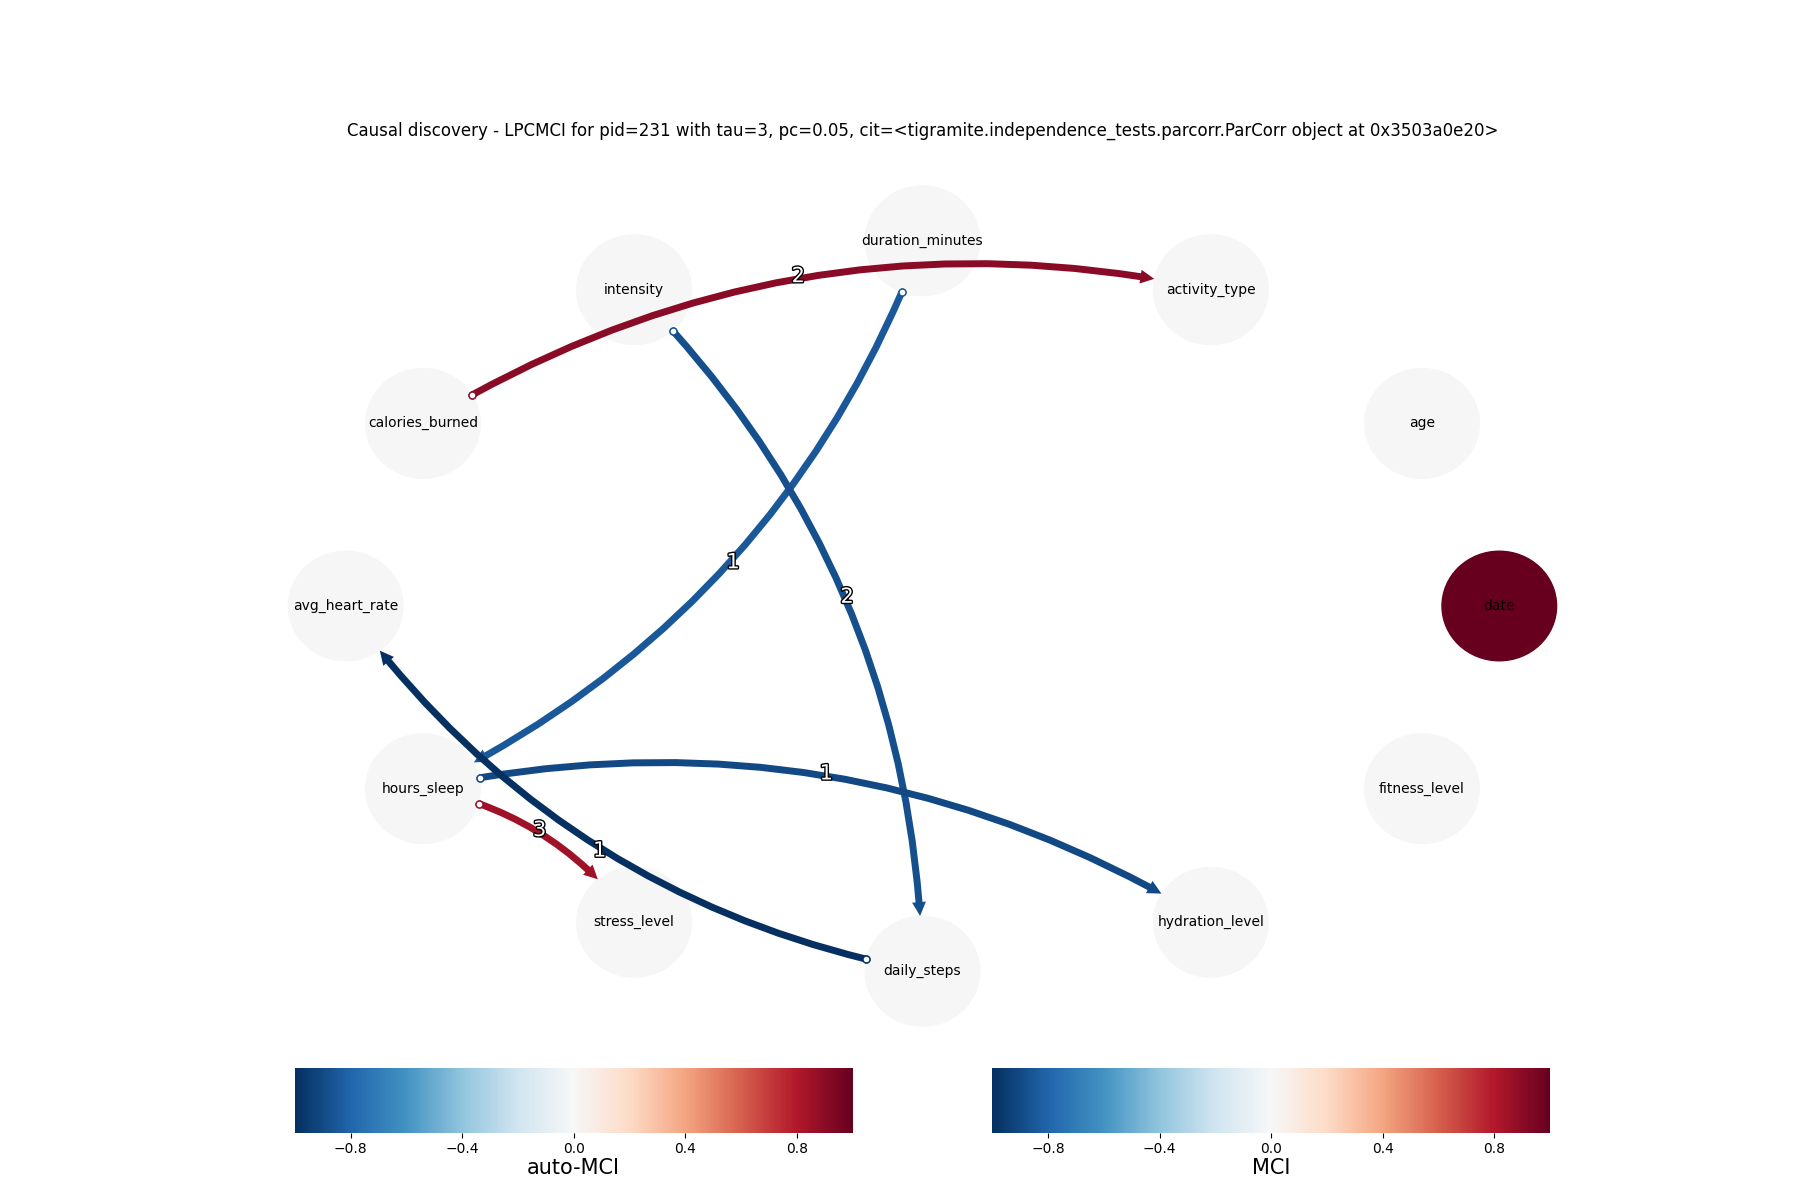 Causal discovery - LPCMCI for pid=231 with tau=3, pc=0.05, cit=<tigramite.independence_tests.parcorr.ParCorr object at 0x3503a0e20>
duration_minutes
intensity
activity_type
2
calories_burned
age
1
2
avg_heart_rate
date
1
hours_sleep
fitness_level
3
1
stress_level
hydration_level
daily_steps
−0.8 −0.4 0.0 0.4 0.8
auto-MCI
−0.8 −0.4 0.0 0.4 0.8
MCI